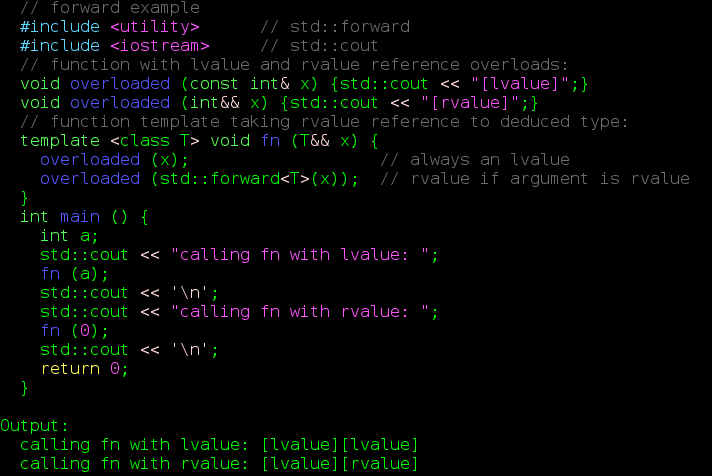 // forward example
#include <utility>      // std::forward
#include <iostream>     // std::cout
// function with lvalue and rvalue reference overloads:
void overloaded (const int& x) {std::cout << "[lvalue]";}
void overloaded (int&& x) {std::cout << "[rvalue]";}
// function template taking rvalue reference to deduced type:
template <class T> void fn (T&& x) {
  overloaded (x);                   // always an lvalue
  overloaded (std::forward<T>(x));  // rvalue if argument is rvalue
}
int main () {
  int a;
  std::cout << "calling fn with lvalue: ";
  fn (a);
  std::cout << '\n';
  std::cout << "calling fn with rvalue: ";
  fn (0);
  std::cout << '\n';
  return 0;
}
Output:
  calling fn with lvalue: [lvalue][lvalue]
  calling fn with rvalue: [lvalue][rvalue]